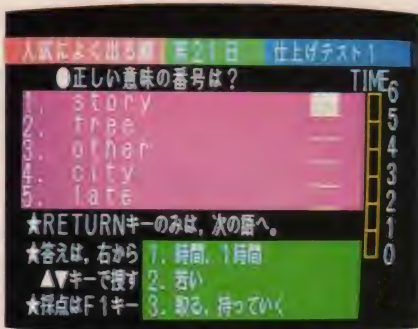 入試によく出る順 第21日 仕上げテスト1
●正しい意味の番号は？ TIME
1. story
2. tree
3. other
4. city
5. late
6
5
4
3
2
1
0
★RETURNキーのみは，次の語へ。
★答えは，右から 1. 時間，1時間
▲▼キーで捜す 2. 若い
★採点はF1キー 3. 取る，持っていく